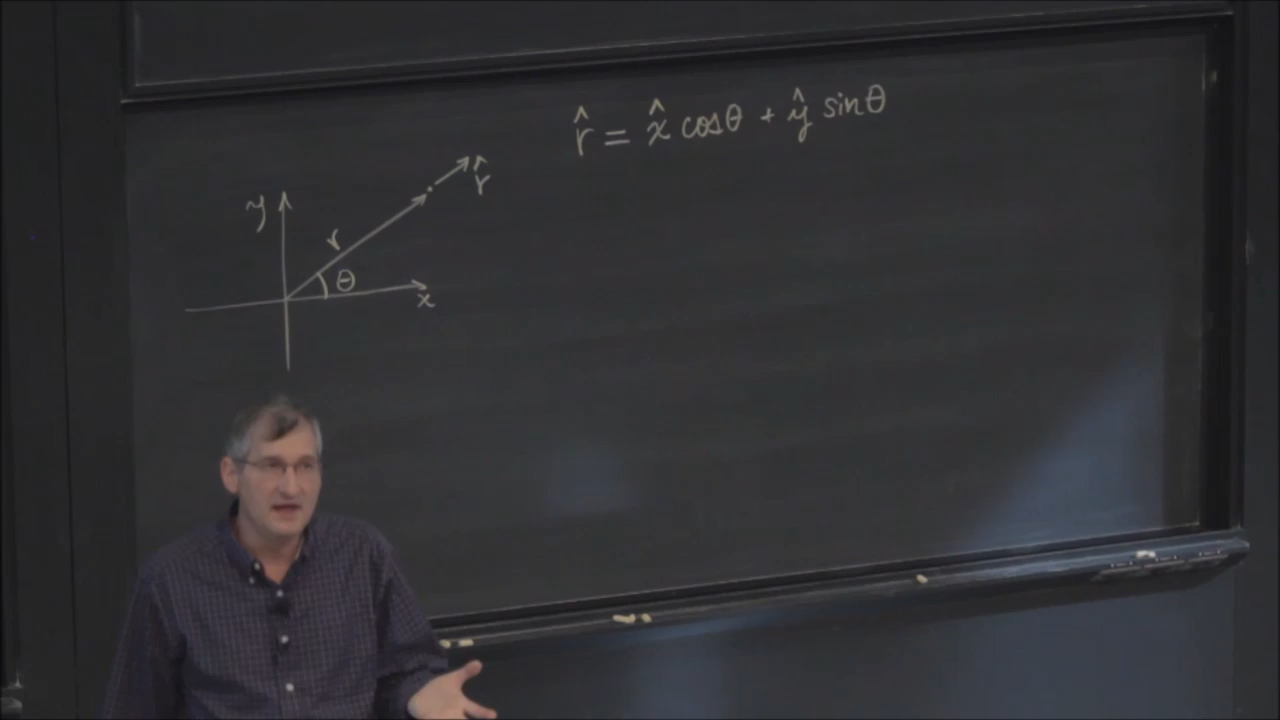 r̂ = x̂ cosθ + ŷ sinθ
r̂
y
r
θ
x